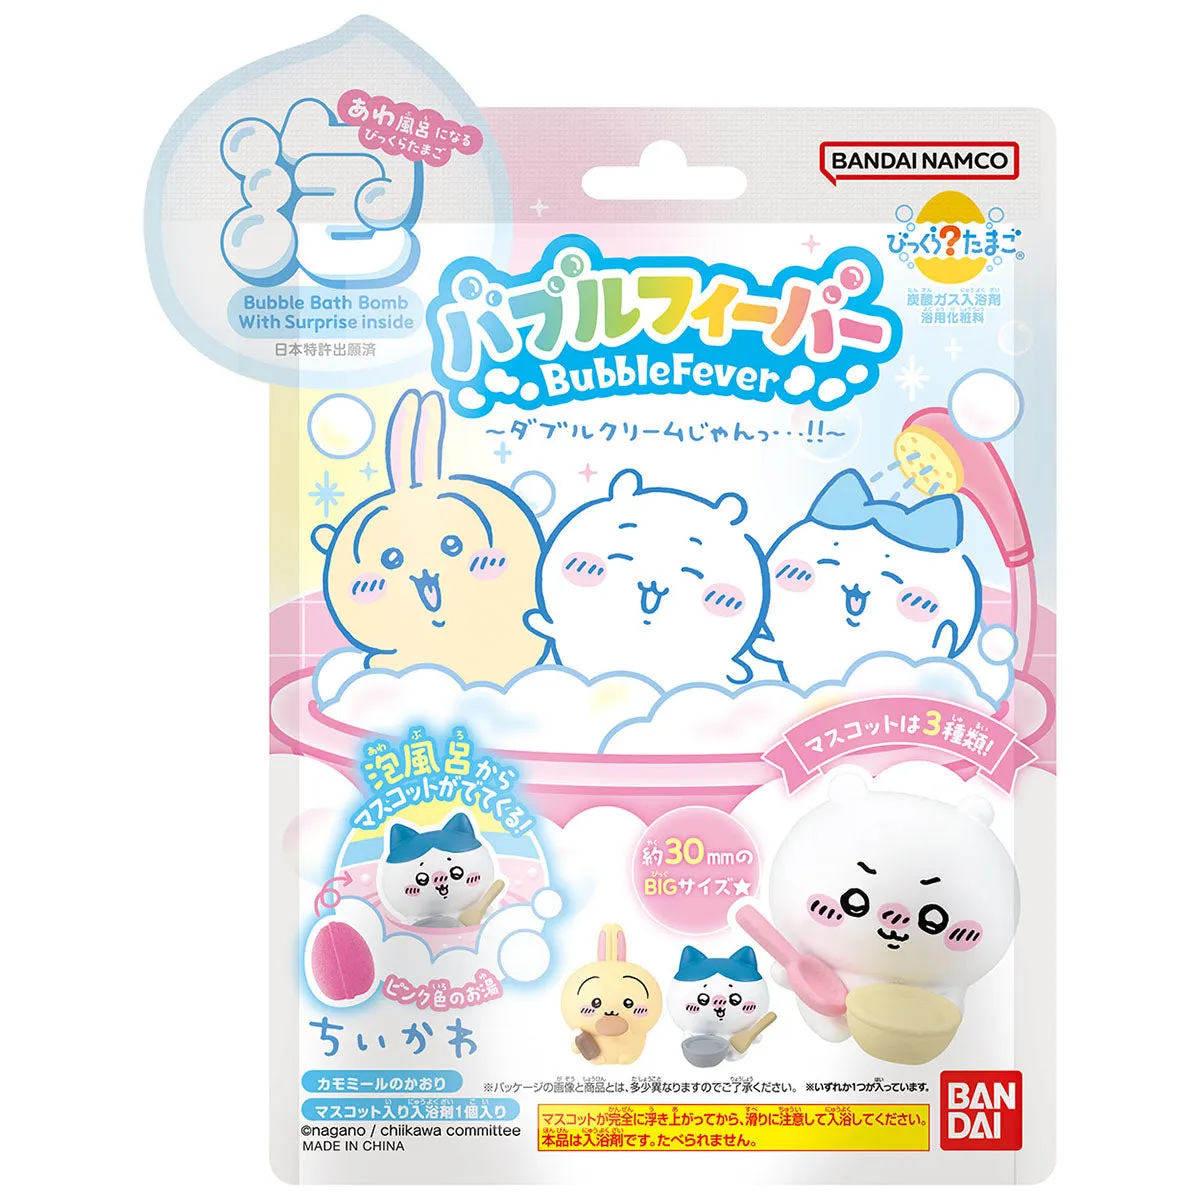 あわ風呂になる
びっくらたまご
泡
Bubble Bath Bomb
With Surprise inside
日本特許出願済
BANDAI NAMCO
びっくら?たまご®
炭酸ガス入浴剤
浴用化粧料
バブルフィーバー
BubbleFever
～ダブルクリームじゃんっ･･･!!～
マスコットは3種類!
泡風呂から
マスコットがでてくる!
約30mmの
BIGサイズ★
ピンク色のお湯
ちいかわ
カモミールのかおり
マスコット入り入浴剤1個入り
※パッケージの画像と商品とは、多少異なりますのでご了承ください。 ※いずれか1つが入っています。
©nagano / chiikawa committee
MADE IN CHINA
マスコットが完全に浮き上がってから、滑りに注意して入浴してください。
本品は入浴剤です。たべられません。
BAN
DAI